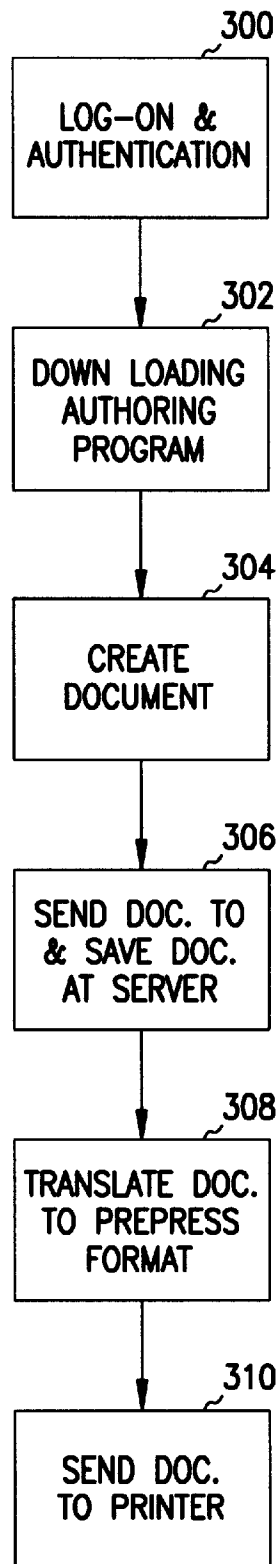 300
LOG-ON &
AUTHENTICATION
302
DOWN LOADING
AUTHORING
PROGRAM
304
CREATE
DOCUMENT
306
SEND DOC. TO
& SAVE DOC.
AT SERVER
308
TRANSLATE DOC.
TO PREPRESS
FORMAT
310
SEND DOC.
TO PRINTER